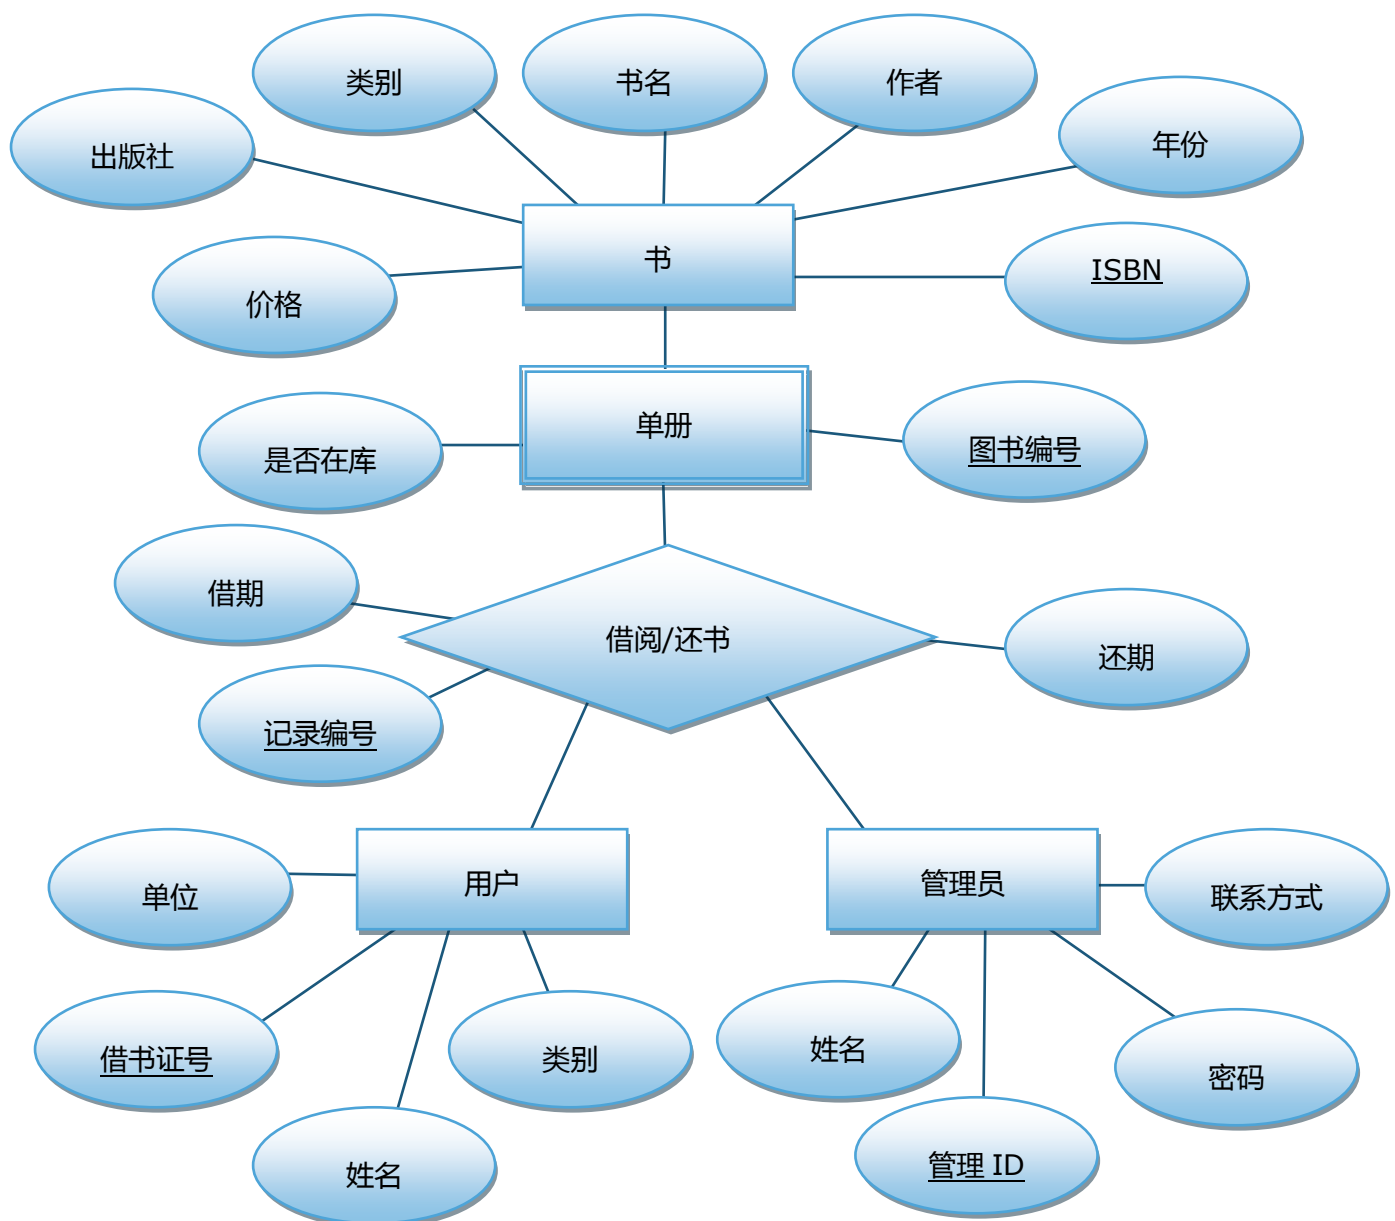 类别
书名
作者
年份
出版社
书
ISBN
价格
单册
图书编号
是否在库
借期
借阅/还书
还期
记录编号
用户
管理员
单位
联系方式
姓名
借书证号
类别
密码
管理 ID
姓名